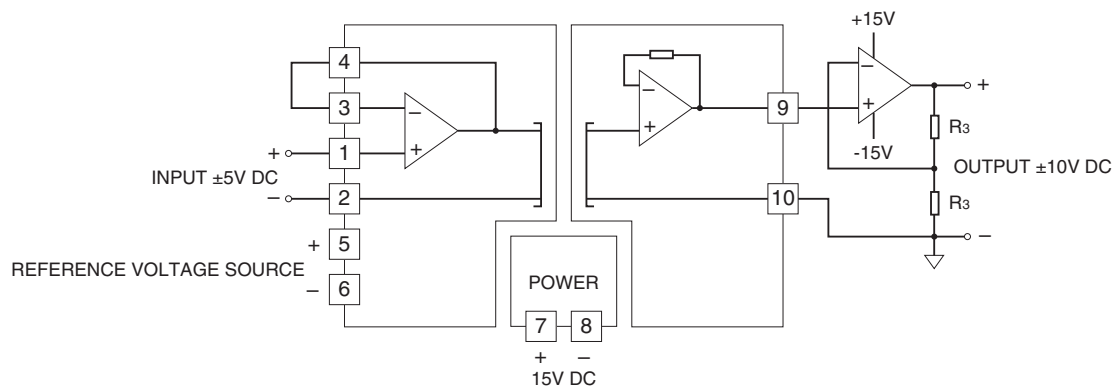 +15V
4
3
−
1
+
+
INPUT ±5V DC
2
−
−
+
9
−
+
-15V
+
R3
OUTPUT ±10V DC
10
R3
−
+
5
REFERENCE VOLTAGE SOURCE
−
6
POWER
7
8
+
−
15V DC